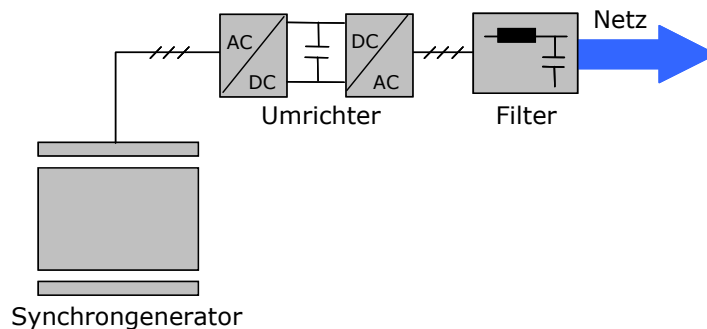 Netz
AC
DC
DC
AC
Umrichter
Filter
Synchrongenerator